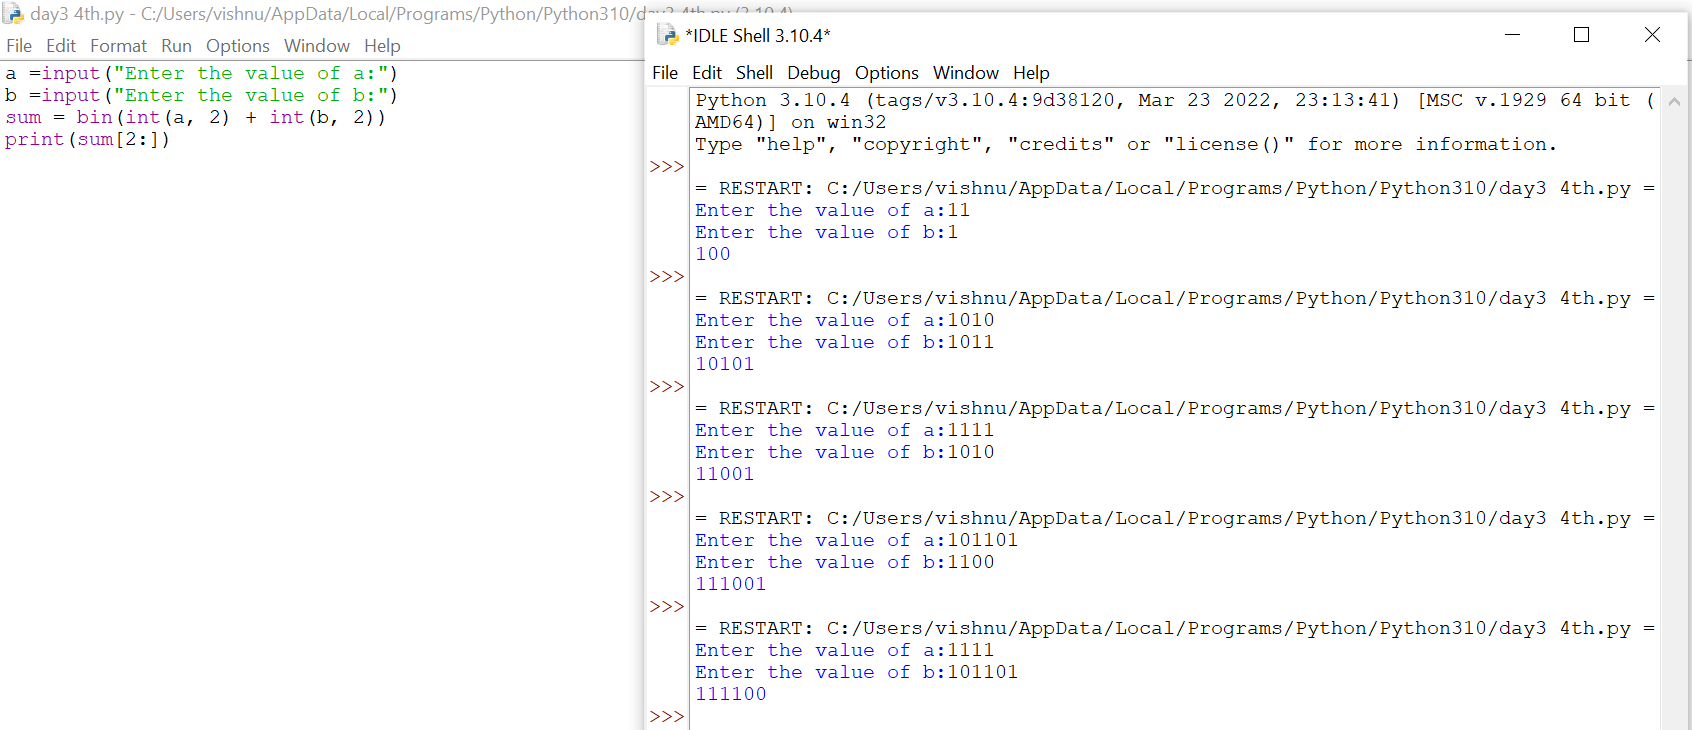 day3 4th.py - C:/Users/vishnu/AppData/Local/Programs/Python/Python310/day3 4th.py (3.10.4)
File Edit Format Run Options Window Help
a =input("Enter the value of a:")
b =input("Enter the value of b:")
sum = bin(int(a, 2) + int(b, 2))
print(sum[2:])
*IDLE Shell 3.10.4*
File Edit Shell Debug Options Window Help
Python 3.10.4 (tags/v3.10.4:9d38120, Mar 23 2022, 23:13:41) [MSC v.1929 64 bit (
AMD64)] on win32
Type "help", "copyright", "credits" or "license()" for more information.
>>>
= RESTART: C:/Users/vishnu/AppData/Local/Programs/Python/Python310/day3 4th.py =
Enter the value of a:11
Enter the value of b:1
100
>>>
= RESTART: C:/Users/vishnu/AppData/Local/Programs/Python/Python310/day3 4th.py =
Enter the value of a:1010
Enter the value of b:1011
10101
>>>
= RESTART: C:/Users/vishnu/AppData/Local/Programs/Python/Python310/day3 4th.py =
Enter the value of a:1111
Enter the value of b:1010
11001
>>>
= RESTART: C:/Users/vishnu/AppData/Local/Programs/Python/Python310/day3 4th.py =
Enter the value of a:101101
Enter the value of b:1100
111001
>>>
= RESTART: C:/Users/vishnu/AppData/Local/Programs/Python/Python310/day3 4th.py =
Enter the value of a:1111
Enter the value of b:101101
111100
>>>